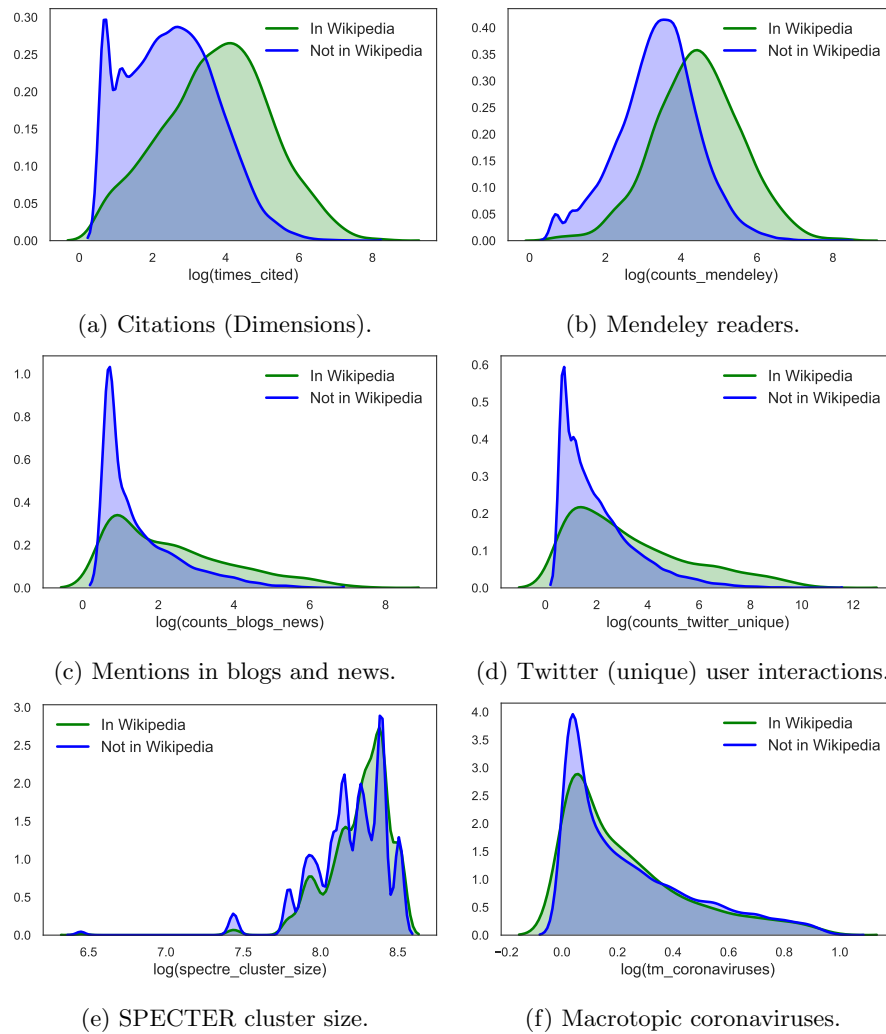 0.30
0.25
0.20
0.15
0.10
0.05
0.00
In Wikipedia
Not in Wikipedia
0 2 4 6 8
log(times_cited)
(a) Citations (Dimensions).
0.40
0.35
0.30
0.25
0.20
0.15
0.10
0.05
0.00
In Wikipedia
Not in Wikipedia
0 2 4 6 8
log(counts_mendeley)
(b) Mendeley readers.
1.0
0.8
0.6
0.4
0.2
0.0
In Wikipedia
Not in Wikipedia
0 2 4 6 8
log(counts_blogs_news)
(c) Mentions in blogs and news.
0.6
0.5
0.4
0.3
0.2
0.1
0.0
In Wikipedia
Not in Wikipedia
0 2 4 6 8 10 12
log(counts_twitter_unique)
(d) Twitter (unique) user interactions.
3.0
2.5
2.0
1.5
1.0
0.5
0.0
In Wikipedia
Not in Wikipedia
6.5 7.0 7.5 8.0 8.5
log(spectre_cluster_size)
(e) SPECTER cluster size.
4.0
3.5
3.0
2.5
2.0
1.5
1.0
0.5
0.0
In Wikipedia
Not in Wikipedia
−0.2 0.0 0.2 0.4 0.6 0.8 1.0
log(tm_coronaviruses)
(f) Macrotopic coronaviruses.